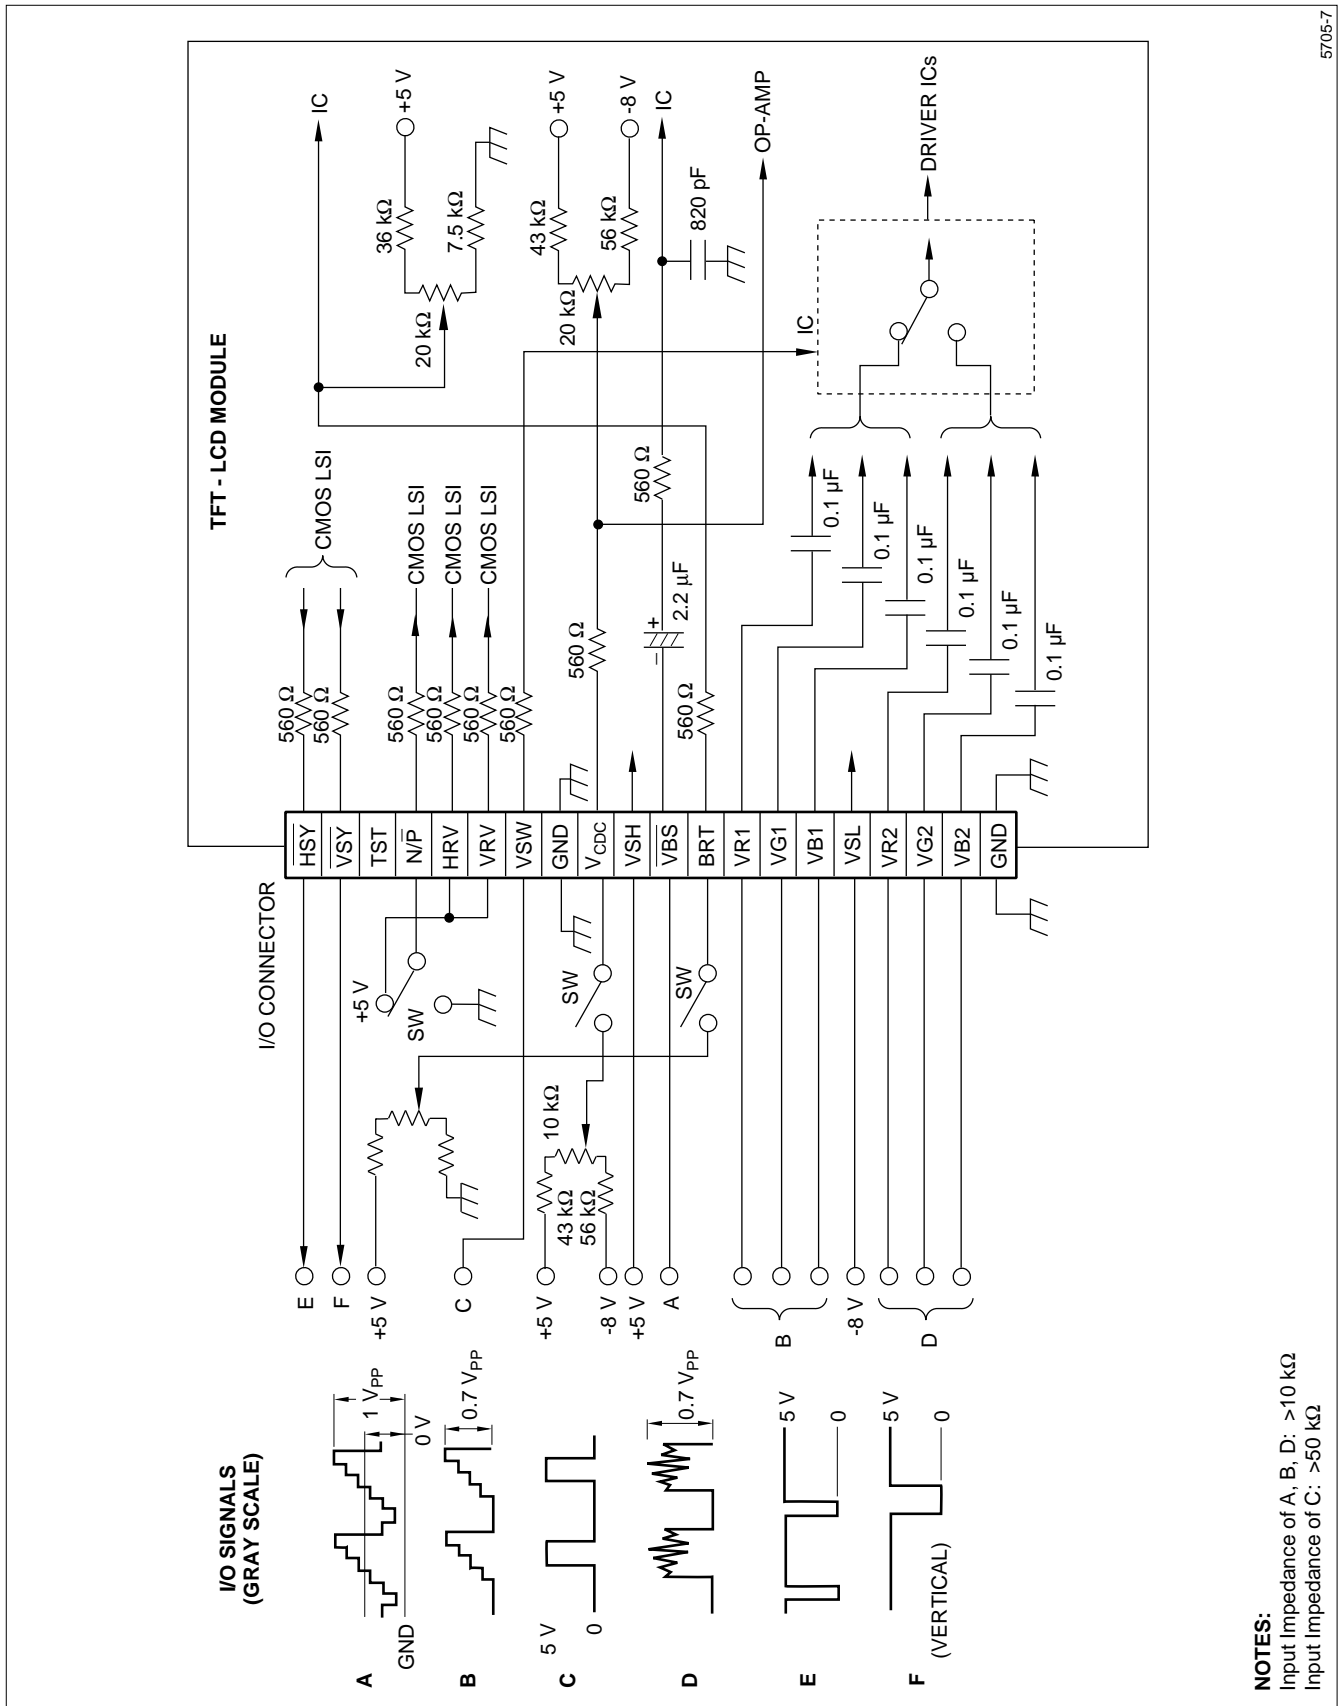 5705-7
TFT - LCD MODULE
I/O SIGNALS
(GRAY SCALE)
A
1 VPP
0 V
GND
B
0.7 VPP
C
5 V
0
D
0.7 VPP
E
5 V
0
F
5 V
0
(VERTICAL)
E
F
+5 V
C
+5 V
-8 V
+5 V
A
B
-8 V
D
43 kΩ
56 kΩ
10 kΩ
+5 V
SW
SW
SW
I/O CONNECTOR
HSY
VSY
TST
N/P
HRV
VRV
VSW
GND
VCDC
VSH
VBS
BRT
VR1
VG1
VB1
VSL
VR2
VG2
VB2
GND
560 Ω
560 Ω
560 Ω
560 Ω
560 Ω
560 Ω
560 Ω
560 Ω
560 Ω
2.2 µF
+
–
CMOS LSI
CMOS LSI
CMOS LSI
CMOS LSI
0.1 µF
0.1 µF
0.1 µF
0.1 µF
0.1 µF
0.1 µF
20 kΩ
36 kΩ
7.5 kΩ
+5 V
IC
20 kΩ
43 kΩ
56 kΩ
+5 V
-8 V
IC
820 pF
OP-AMP
IC
DRIVER ICs
NOTES:
Input Impedance of A, B, D: >10 kΩ
Input Impedance of C: >50 kΩ